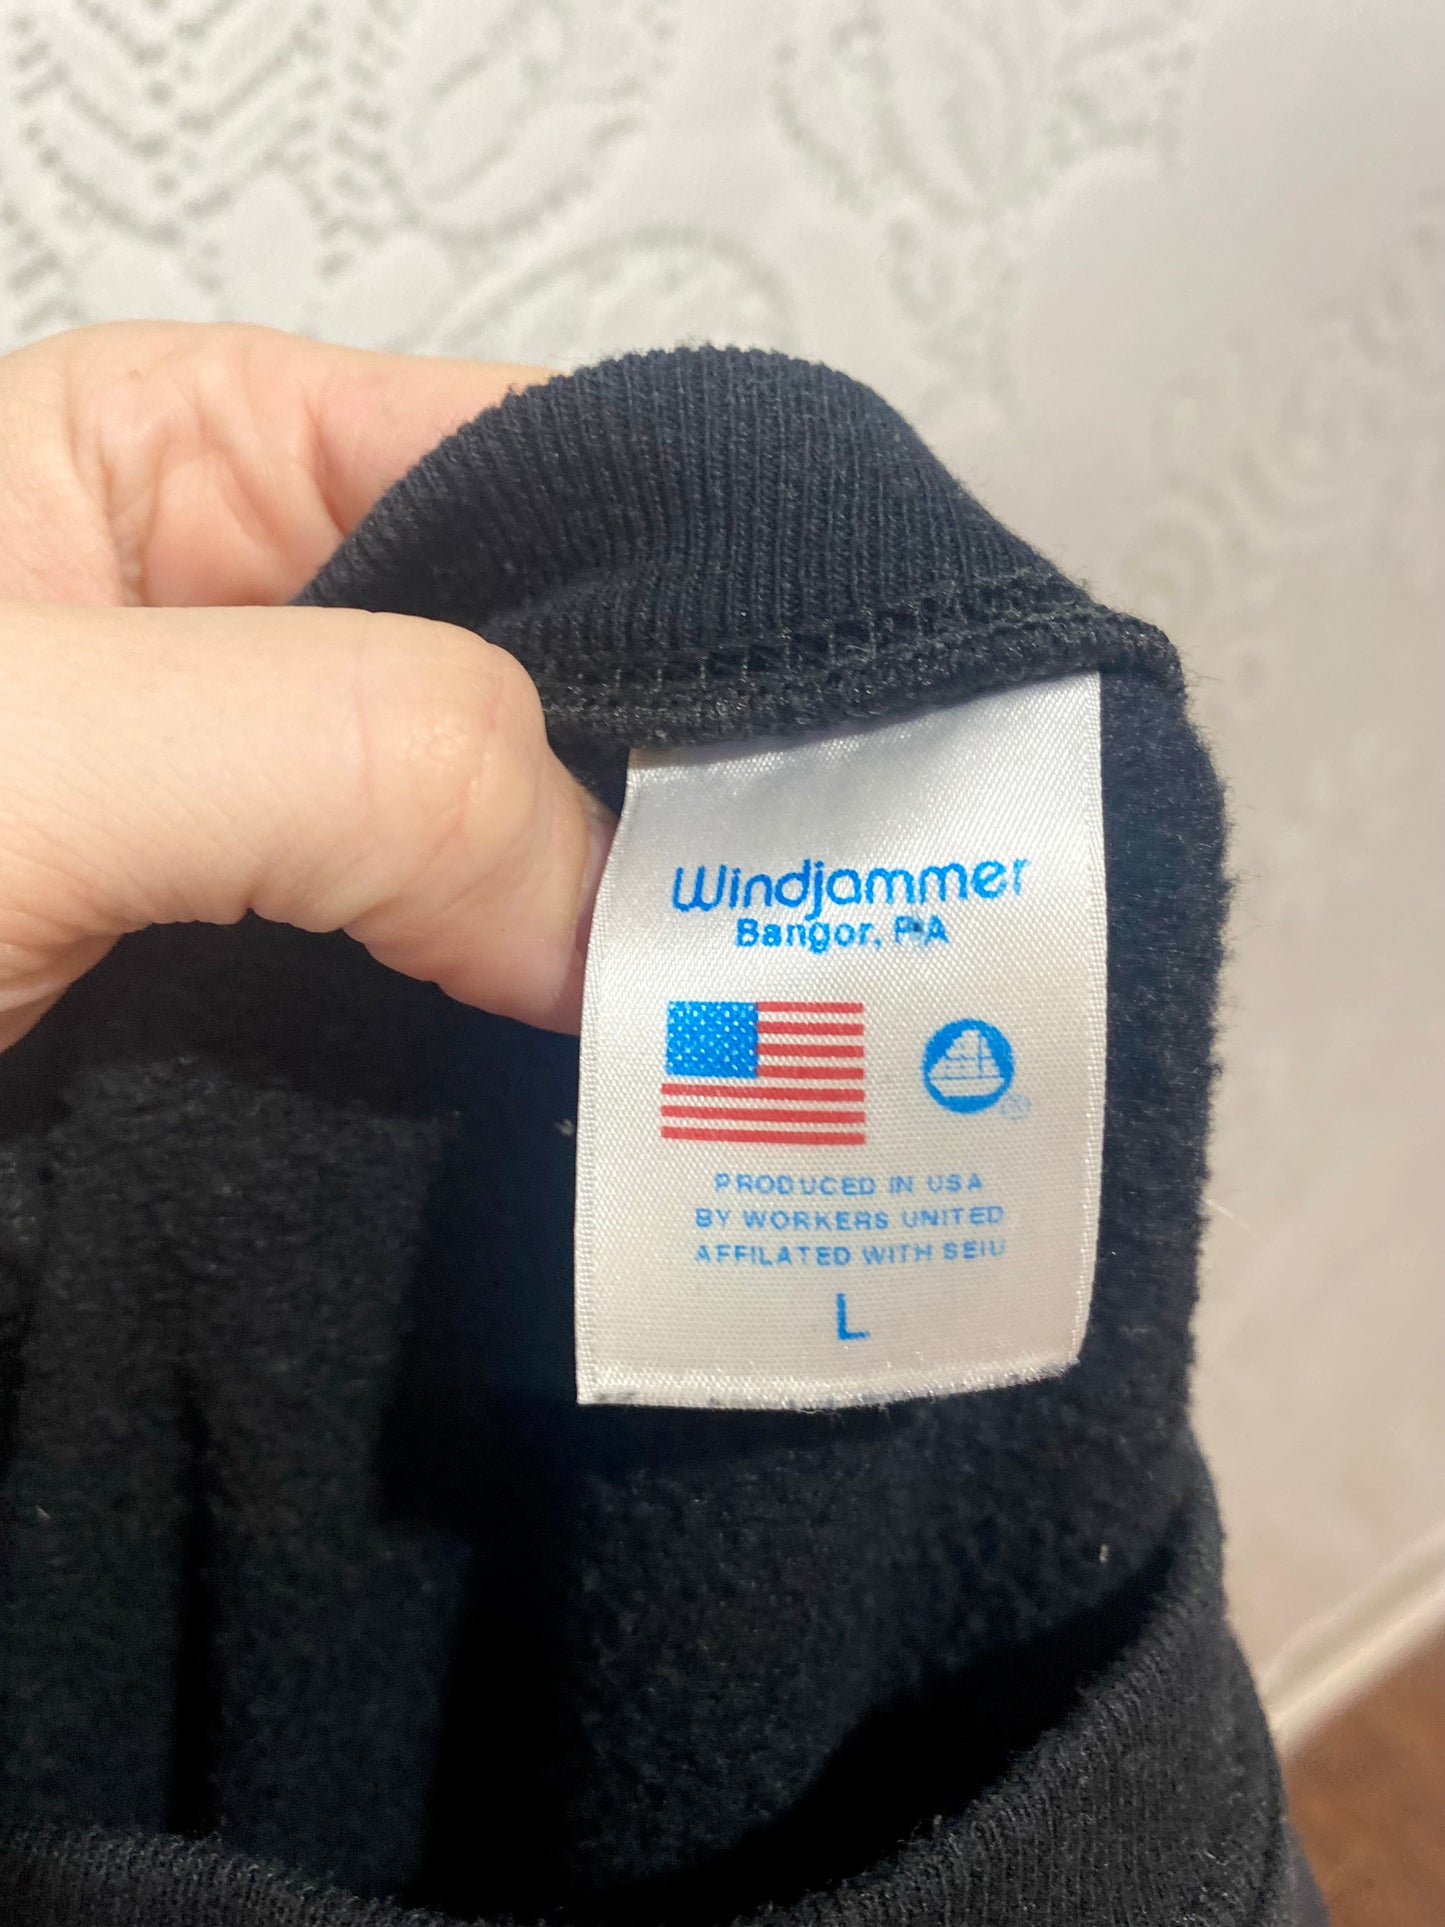 Windjammer
Bangor, PA
PRODUCED IN USA
BY WORKERS UNITED
AFFILATED WITH SEIU
L
®